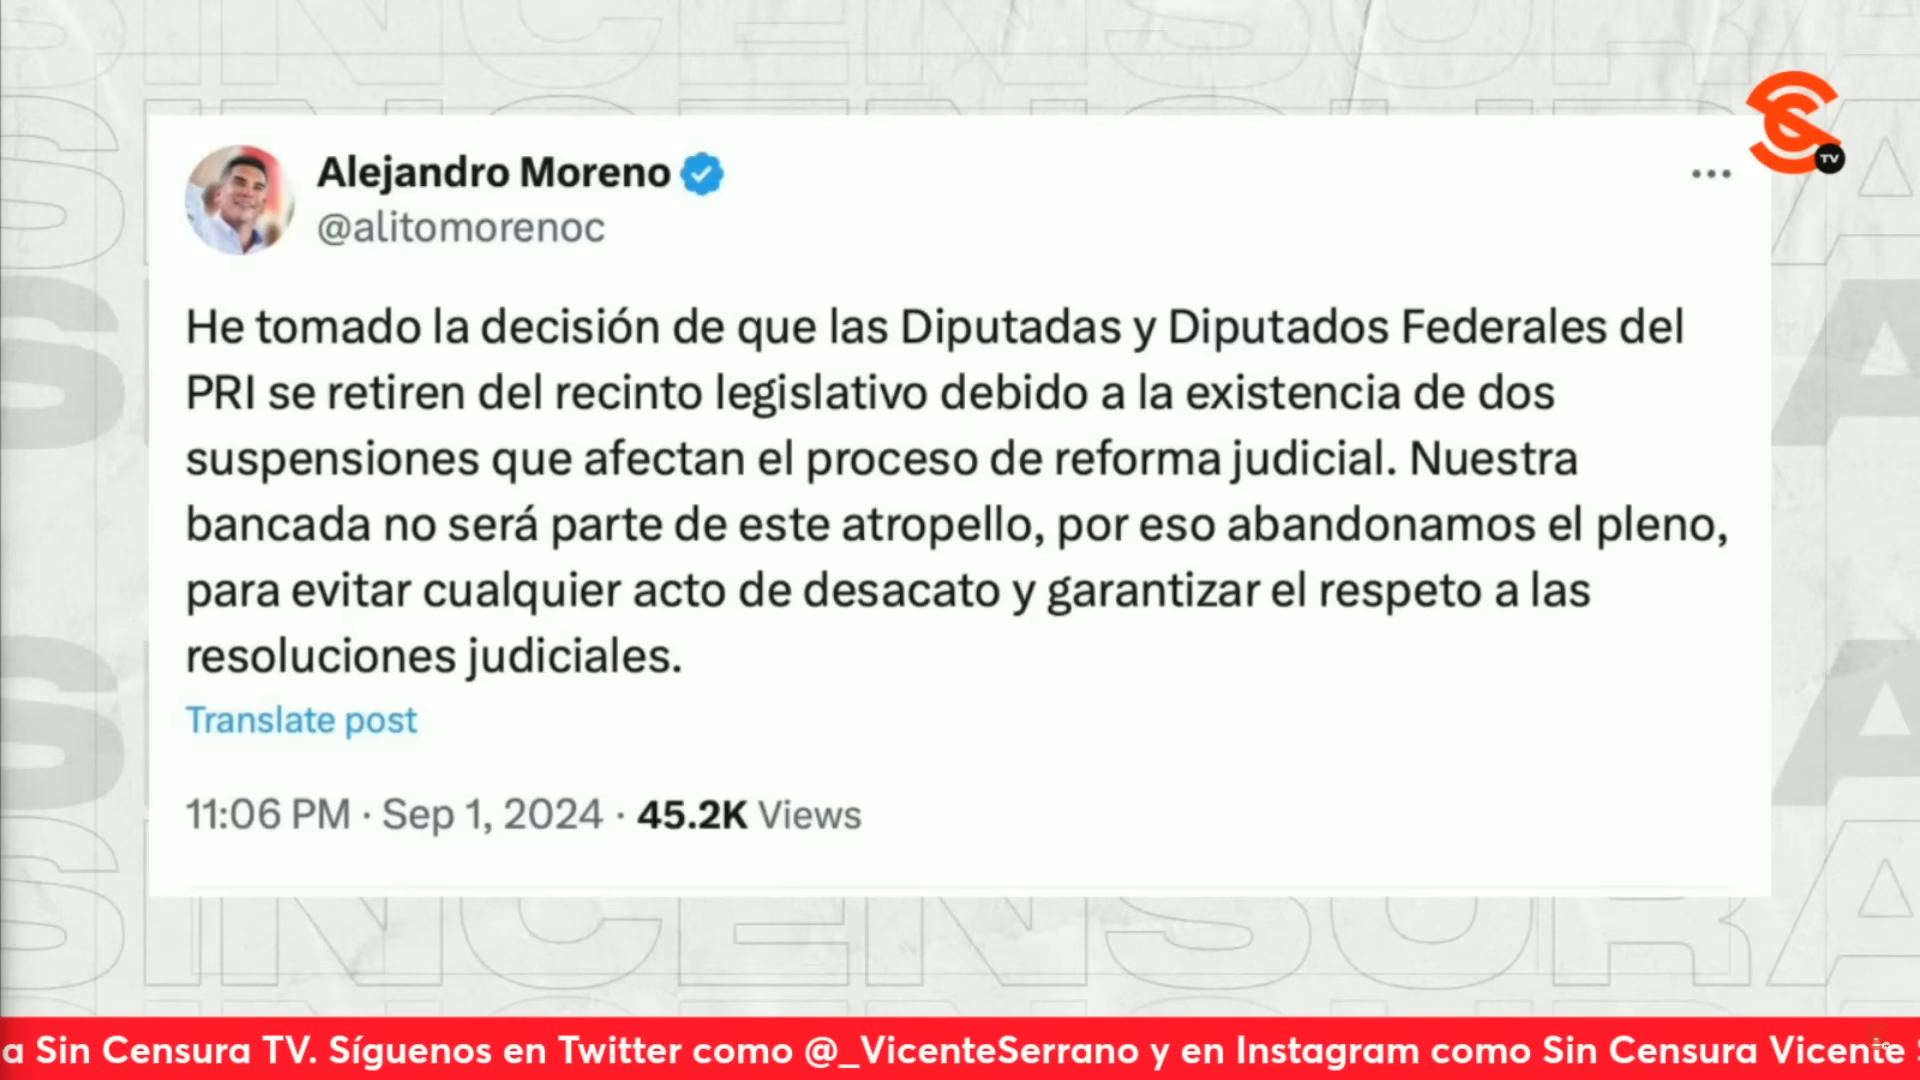 SINCENSURA
TV
Alejandro Moreno
@alitomorenoc
He tomado la decisión de que las Diputadas y Diputados Federales del
PRI se retiren del recinto legislativo debido a la existencia de dos
suspensiones que afectan el proceso de reforma judicial. Nuestra
bancada no será parte de este atropello, por eso abandonamos el pleno,
para evitar cualquier acto de desacato y garantizar el respeto a las
resoluciones judiciales.
Translate post
11:06 PM · Sep 1, 2024 · 45.2K Views
SINCENSURA
a Sin Censura TV. Síguenos en Twitter como @_VicenteSerrano y en Instagram como Sin Censura Vicente